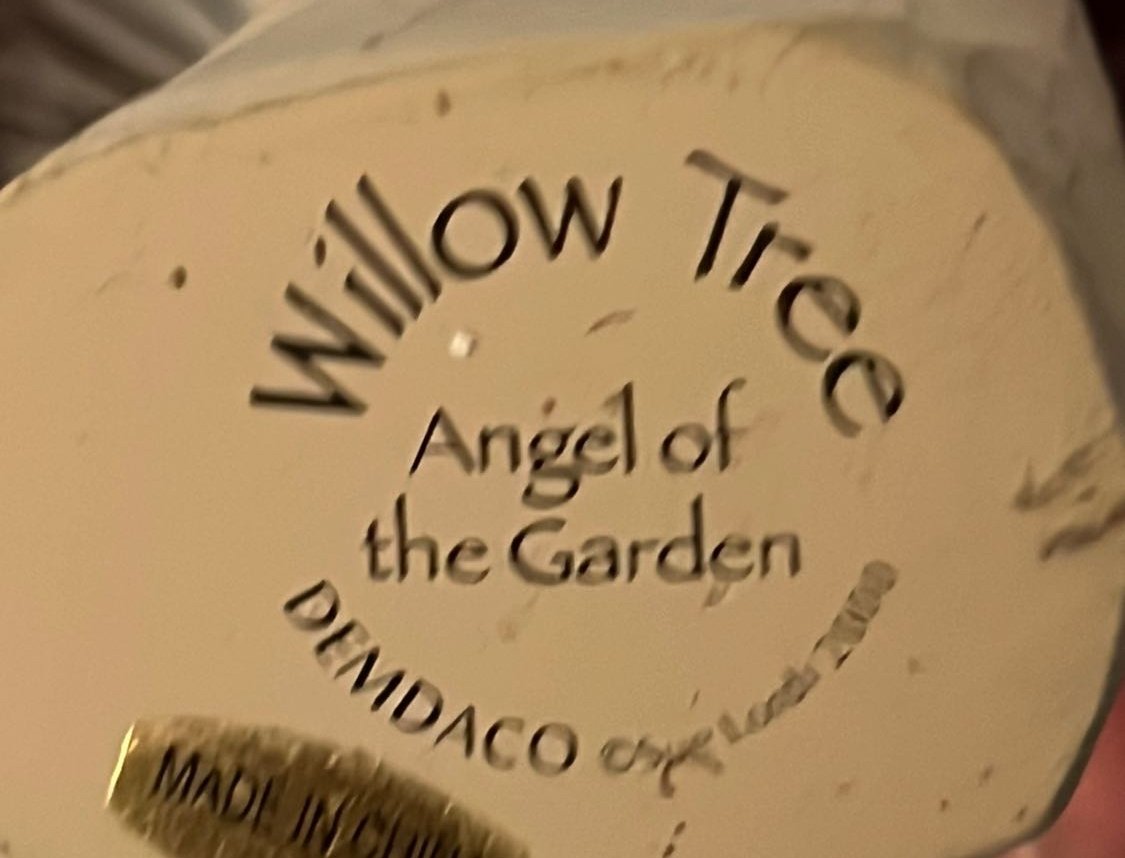 Willow Tree
Angel of
the Garden
DEMDACO
MADE IN